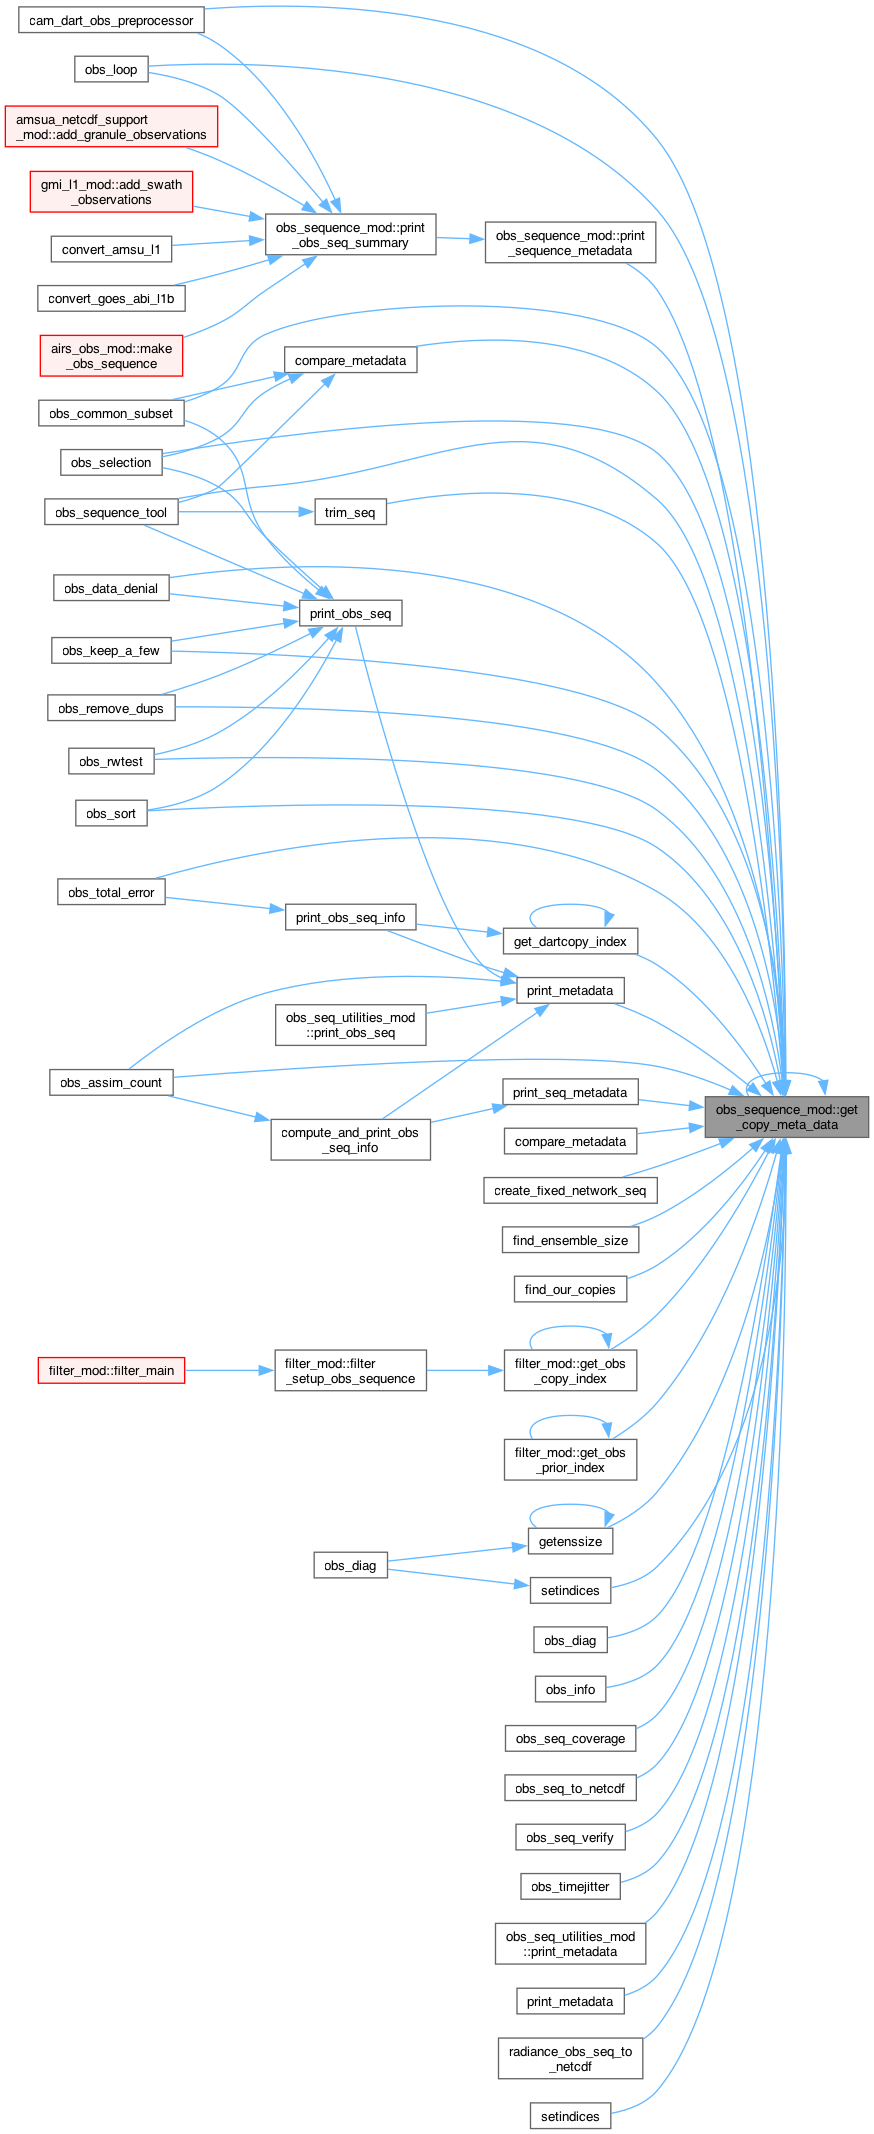 cam_dart_obs_preprocessor
obs_loop
amsua_netcdf_support
_mod::add_granule_observations
gmi_l1_mod::add_swath
_observations
obs_sequence_mod::print
_obs_seq_summary
obs_sequence_mod::print
_sequence_metadata
convert_amsu_l1
convert_goes_abi_l1b
airs_obs_mod::make
_obs_sequence
compare_metadata
obs_common_subset
obs_selection
obs_sequence_tool
trim_seq
obs_data_denial
print_obs_seq
obs_keep_a_few
obs_remove_dups
obs_rwtest
obs_sort
obs_total_error
print_obs_seq_info
get_dartcopy_index
print_metadata
obs_seq_utilities_mod
::print_obs_seq
obs_assim_count
print_seq_metadata
obs_sequence_mod::get
_copy_meta_data
compute_and_print_obs
_seq_info
compare_metadata
create_fixed_network_seq
find_ensemble_size
find_our_copies
filter_mod::filter_main
filter_mod::filter
_setup_obs_sequence
filter_mod::get_obs
_copy_index
filter_mod::get_obs
_prior_index
getenssize
obs_diag
setindices
obs_diag
obs_info
obs_seq_coverage
obs_seq_to_netcdf
obs_seq_verify
obs_timejitter
obs_seq_utilities_mod
::print_metadata
print_metadata
radiance_obs_seq_to
_netcdf
setindices